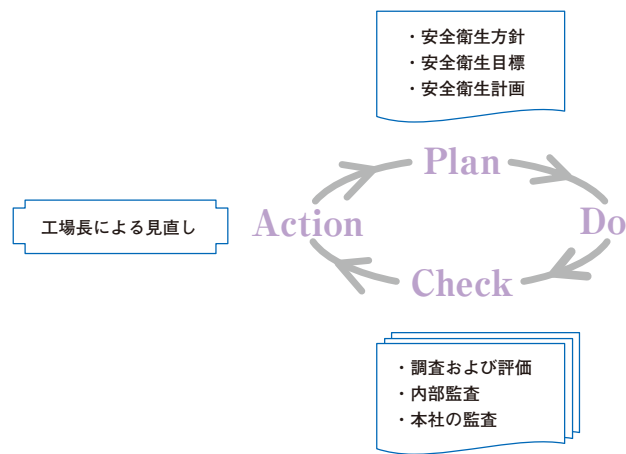 ・安全衛生方針
・安全衛生目標
・安全衛生計画
Plan
工場長による見直し
Action
Do
Check
・調査および評価
・内部監査
・本社の監査